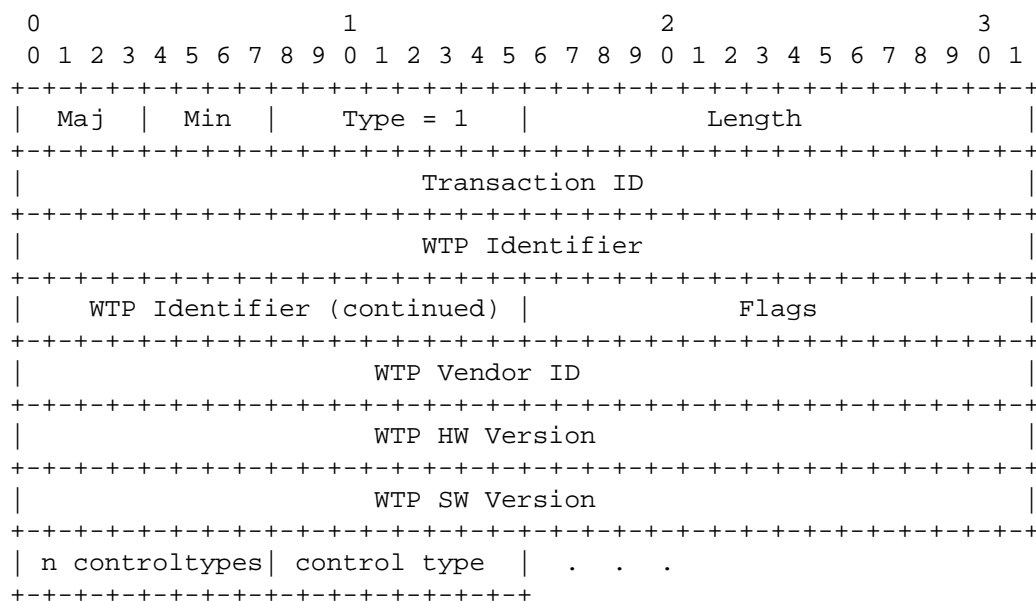 0                   1                   2                   3
 0 1 2 3 4 5 6 7 8 9 0 1 2 3 4 5 6 7 8 9 0 1 2 3 4 5 6 7 8 9 0 1
+-+-+-+-+-+-+-+-+-+-+-+-+-+-+-+-+-+-+-+-+-+-+-+-+-+-+-+-+-+-+-+-+
|  Maj  |  Min  |    Type = 1   |           Length              |
+-+-+-+-+-+-+-+-+-+-+-+-+-+-+-+-+-+-+-+-+-+-+-+-+-+-+-+-+-+-+-+-+
|                         Transaction ID                        |
+-+-+-+-+-+-+-+-+-+-+-+-+-+-+-+-+-+-+-+-+-+-+-+-+-+-+-+-+-+-+-+-+
|                         WTP Identifier                        |
+-+-+-+-+-+-+-+-+-+-+-+-+-+-+-+-+-+-+-+-+-+-+-+-+-+-+-+-+-+-+-+-+
|    WTP Identifier (continued) |             Flags             |
+-+-+-+-+-+-+-+-+-+-+-+-+-+-+-+-+-+-+-+-+-+-+-+-+-+-+-+-+-+-+-+-+
|                      WTP Vendor ID                            |
+-+-+-+-+-+-+-+-+-+-+-+-+-+-+-+-+-+-+-+-+-+-+-+-+-+-+-+-+-+-+-+-+
|                      WTP HW Version                           |
+-+-+-+-+-+-+-+-+-+-+-+-+-+-+-+-+-+-+-+-+-+-+-+-+-+-+-+-+-+-+-+-+
|                      WTP SW Version                           |
+-+-+-+-+-+-+-+-+-+-+-+-+-+-+-+-+-+-+-+-+-+-+-+-+-+-+-+-+-+-+-+-+
| n controltypes| control type  |  .  .  .
+-+-+-+-+-+-+-+-+-+-+-+-+-+-+-+-+